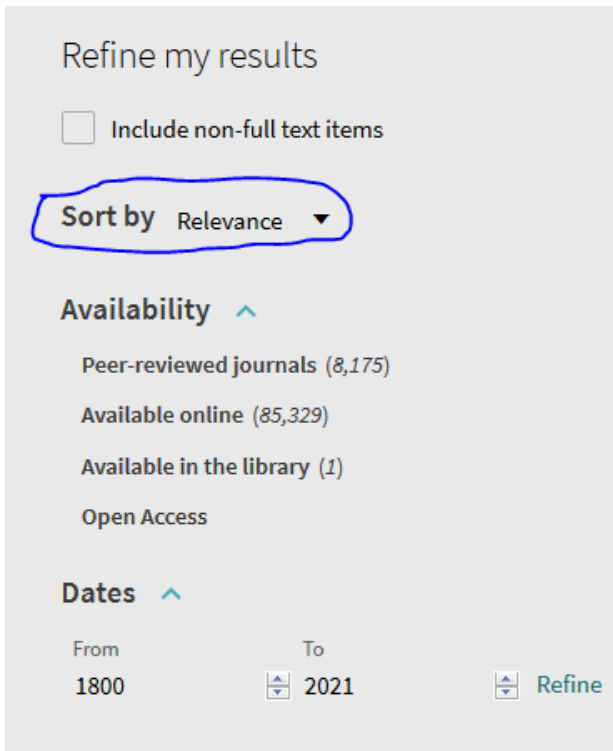 Refine my results
Include non-full text items
Sort by Relevance
Availability
Peer-reviewed journals (8,175)
Available online (85,329)
Available in the library (1)
Open Access
Dates
From To
1800 2021 Refine